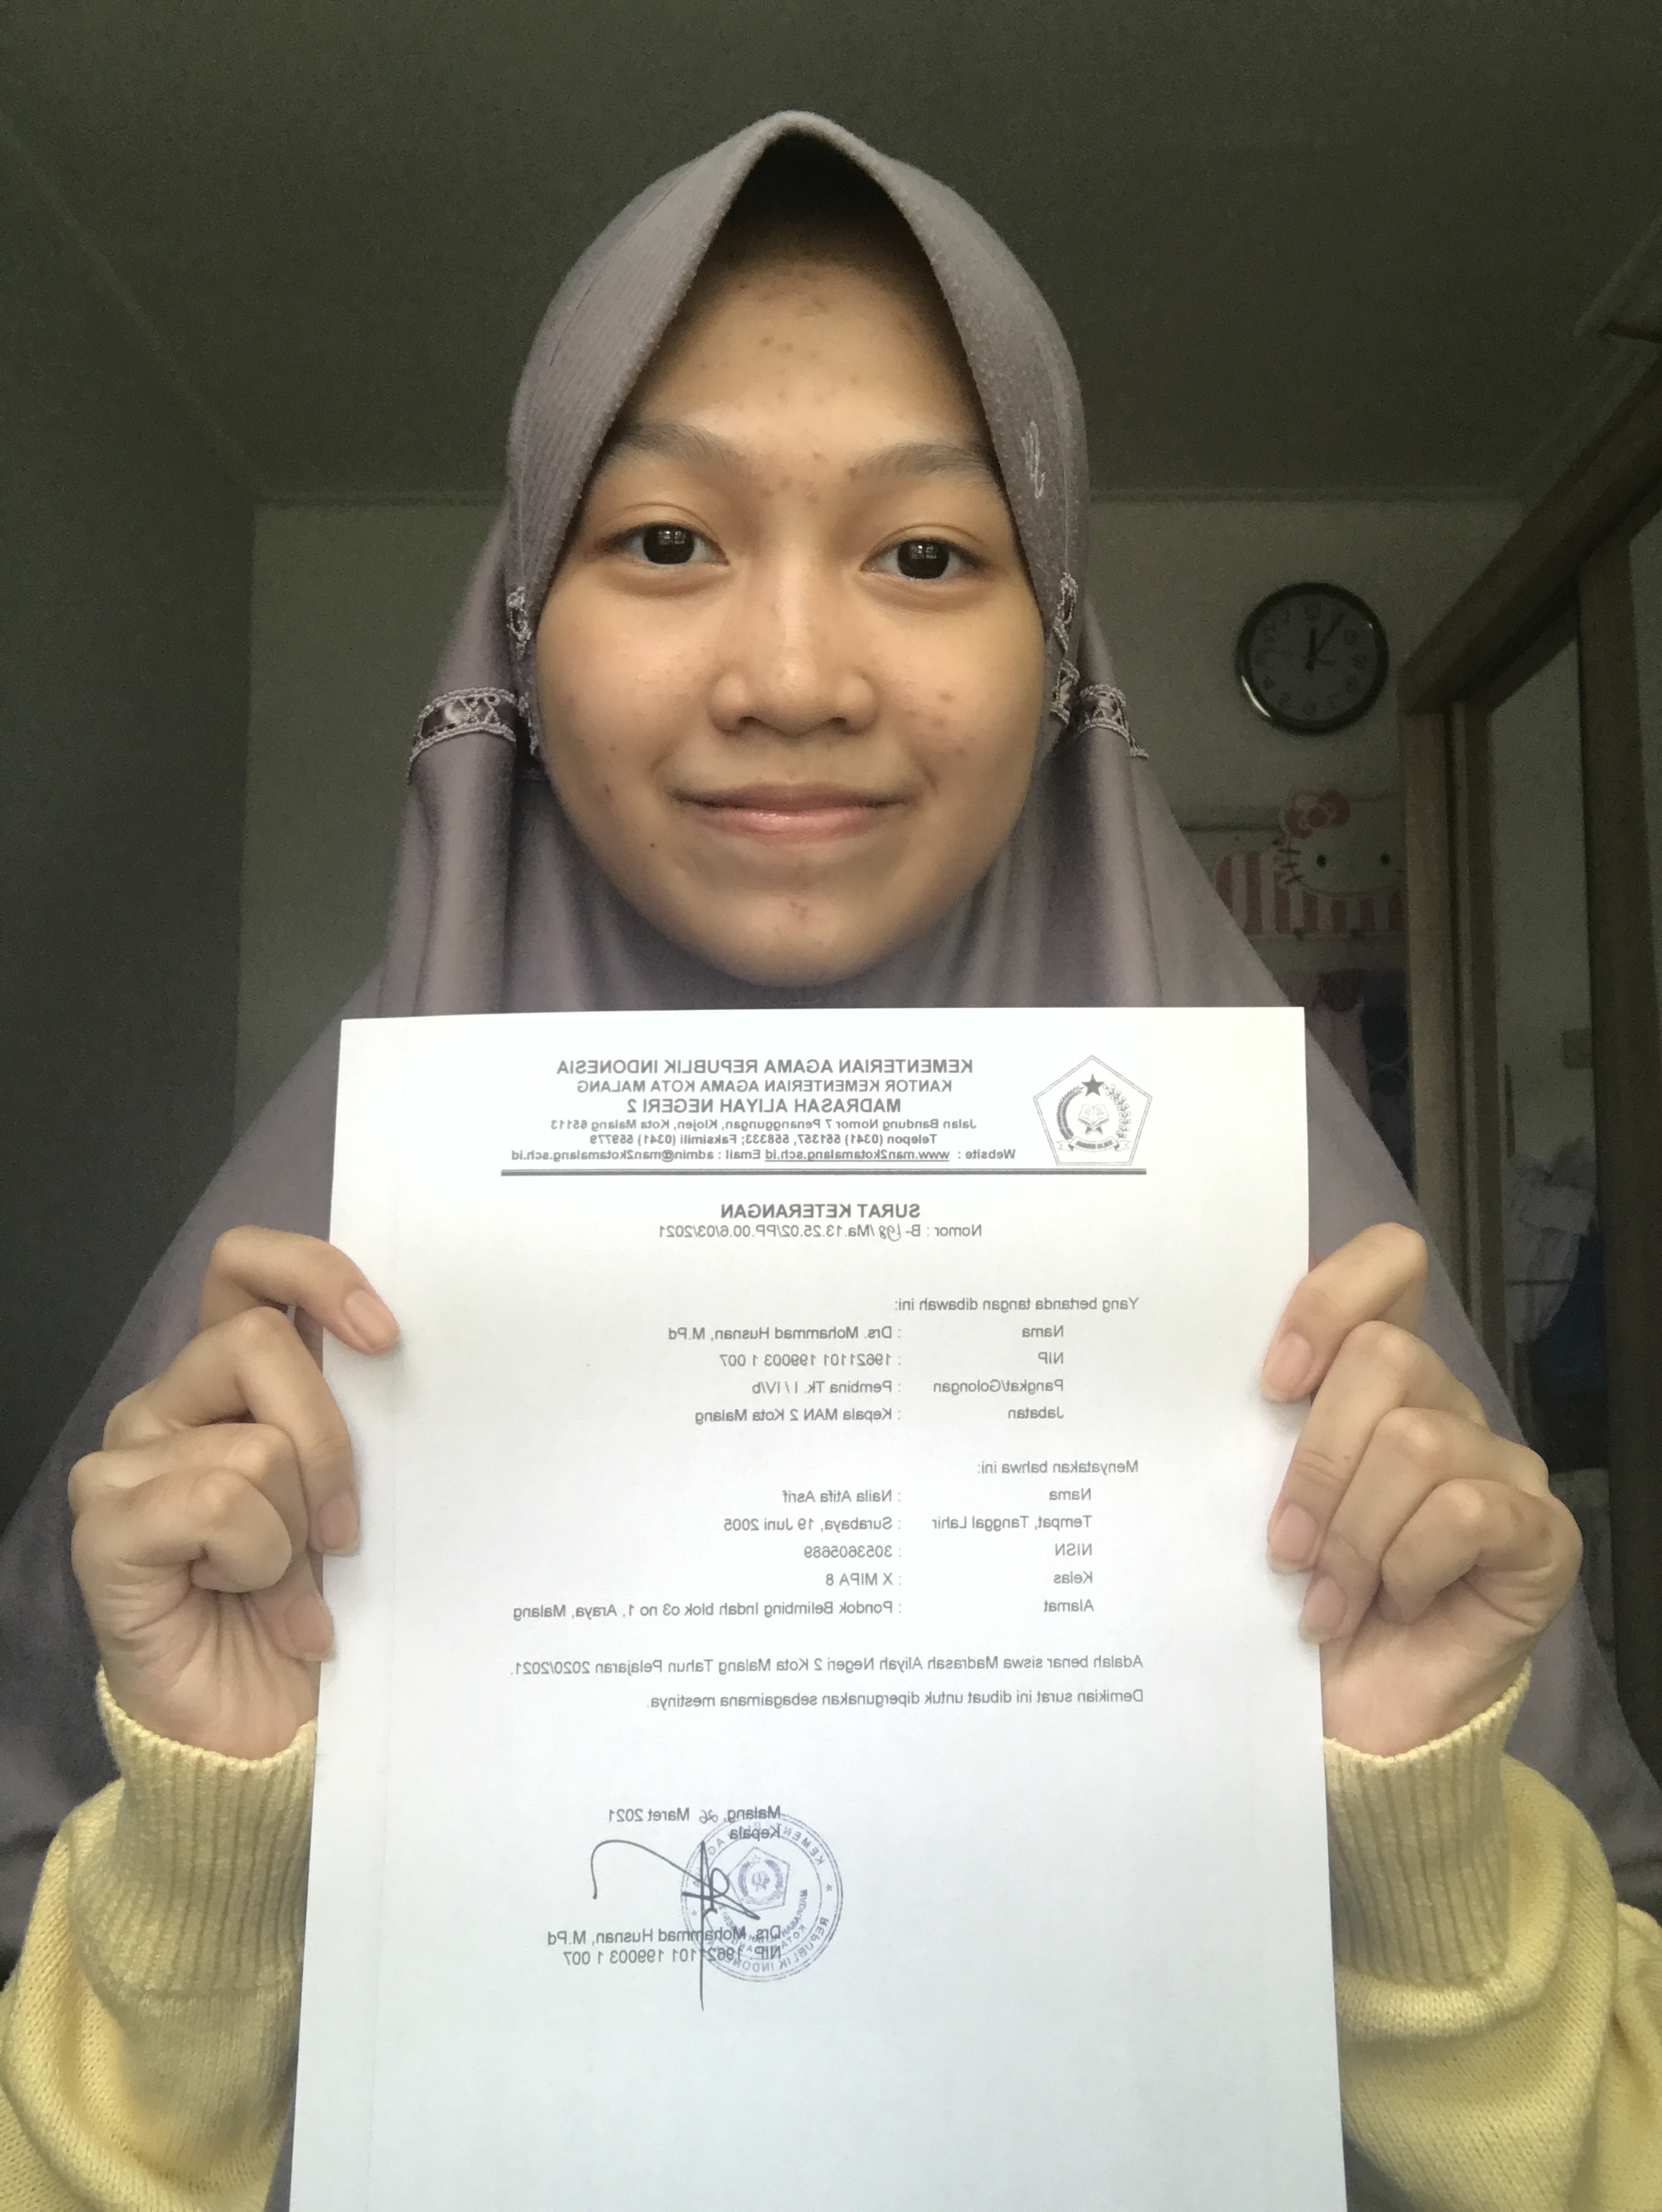 KEMENTERIAN AGAMA REPUBLIK INDONESIA
KANTOR KEMENTERIAN AGAMA KOTA MALANG
MADRASAH ALIYAH NEGERI 2
Jalan Bandung Nomor 7 Penanggungan, Klojen, Kota Malang 65113
Telepon (0341) 551357, 558333; Faksimili (0341) 559779
Website : www.man2kotamalang.sch.id Email : admin@man2kotamalang.sch.id
SURAT KETERANGAN
Nomor : B- 698/Ma.13.25.02/PP.00.6/03/2021
Yang bertanda tangan dibawah ini:
Nama : Drs. Mohammad Husnan, M.Pd
NIP : 19621101 199003 1 007
Pangkat/Golongan : Pembina Tk. I / IV/b
Jabatan : Kepala MAN 2 Kota Malang
Menyatakan bahwa ini:
Nama : Naila Atifa Asrif
Tempat, Tanggal Lahir : Surabaya, 19 Juni 2005
NISN : 3053605689
Kelas : X MIPA 8
Alamat : Pondok Belimbing Indah blok o3 no 1, Araya, Malang
Adalah benar siswa Madrasah Aliyah Negeri 2 Kota Malang Tahun Pelajaran 2020/2021.
Demikian surat ini dibuat untuk dipergunakan sebagaimana mestinya.
Malang, 26 Maret 2021
Kepala
Drs. Mohammad Husnan, M.Pd
NIP. 19621101 199003 1 007